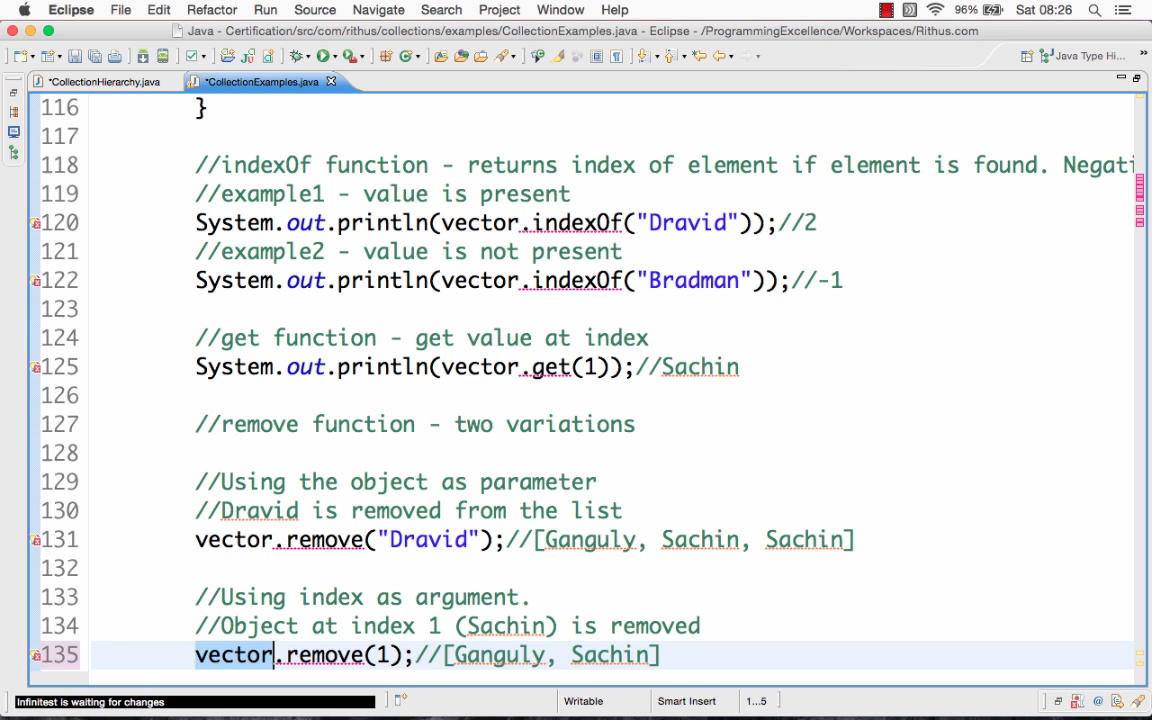 Eclipse File Edit Refactor Run Source Navigate Search Project Window Help 96% Sat 08:26
Java - Certification/src/com/rithus/collections/examples/CollectionExamples.java - Eclipse - /ProgrammingExcellence/Workspaces/Rithus.com
Java Type Hi...
*CollectionHierarchy.java *CollectionExamples.java
116 }
117
118 //indexOf function - returns index of element if element is found. Negati
119 //example1 - value is present
120 System.out.println(vector.indexOf("Dravid"));//2
121 //example2 - value is not present
122 System.out.println(vector.indexOf("Bradman"));//-1
123
124 //get function - get value at index
125 System.out.println(vector.get(1));//Sachin
126
127 //remove function - two variations
128
129 //Using the object as parameter
130 //Dravid is removed from the list
131 vector.remove("Dravid");//[Ganguly, Sachin, Sachin]
132
133 //Using index as argument.
134 //Object at index 1 (Sachin) is removed
135 vector.remove(1);//[Ganguly, Sachin]
Infinitest is waiting for changes Writable Smart Insert 1...5